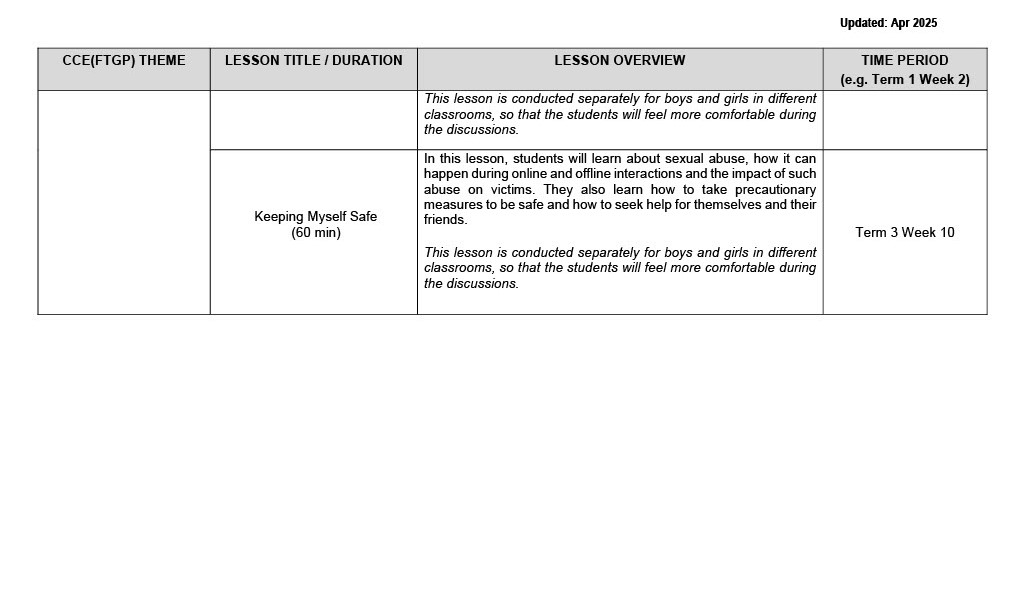 Updated: Apr 2025
CCE(FTGP) THEME
LESSON TITLE / DURATION
LESSON OVERVIEW
TIME PERIOD
(e.g. Term 1 Week 2)
This lesson is conducted separately for boys and girls in different
classrooms, so that the students will feel more comfortable during
the discussions.
Keeping Myself Safe
(60 min)
In this lesson, students will learn about sexual abuse, how it can
happen during online and offline interactions and the impact of such
abuse on victims. They also learn how to take precautionary
measures to be safe and how to seek help for themselves and their
friends.
This lesson is conducted separately for boys and girls in different
classrooms, so that the students will feel more comfortable during
the discussions.
Term 3 Week 10